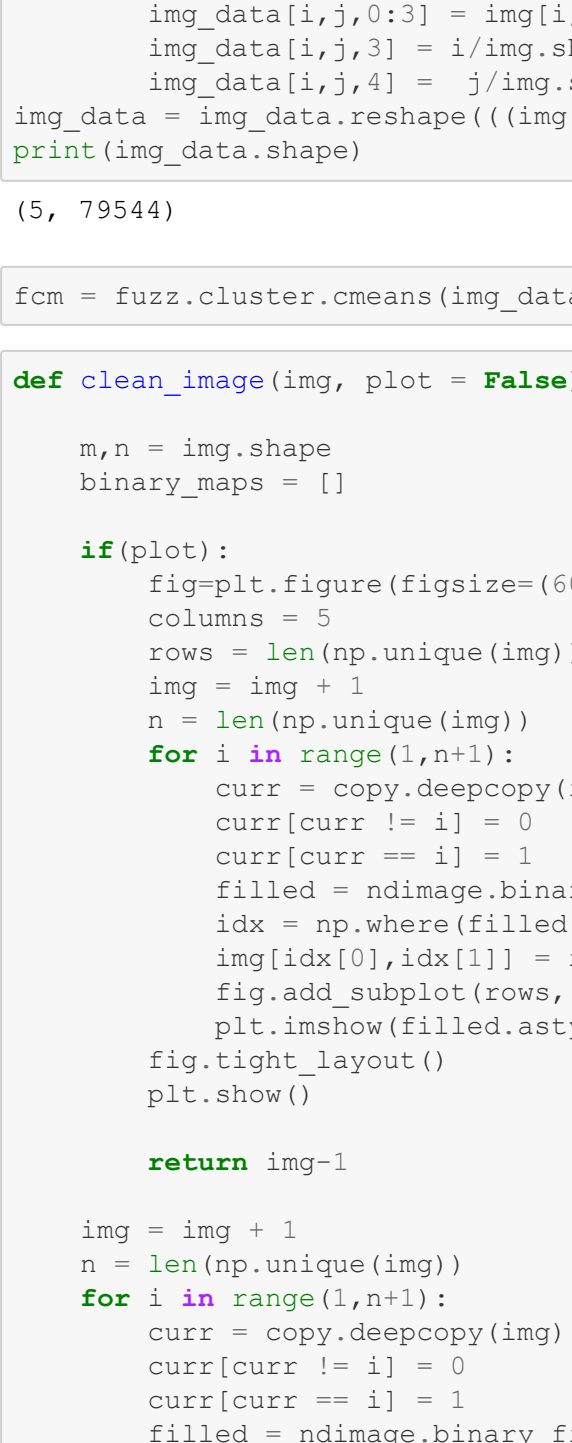 img_data[i,j,0:3] = img[i,
img_data[i,j,3] = i/img.sh
img_data[i,j,4] =  j/img.s
img_data = img_data.reshape(((img
print(img_data.shape)
(5, 79544)
fcm = fuzz.cluster.cmeans(img_data
def clean_image(img, plot = False)
m,n = img.shape
binary_maps = []
if(plot):
fig=plt.figure(figsize=(60
columns = 5
rows = len(np.unique(img))
img = img + 1
n = len(np.unique(img))
for i in range(1,n+1):
curr = copy.deepcopy(i
curr[curr != i] = 0
curr[curr == i] = 1
filled = ndimage.binar
idx = np.where(filled
img[idx[0],idx[1]] = i
fig.add_subplot(rows,
plt.imshow(filled.asty
fig.tight_layout()
plt.show()
return img-1
img = img + 1
n = len(np.unique(img))
for i in range(1,n+1):
curr = copy.deepcopy(img)
curr[curr != i] = 0
curr[curr == i] = 1
filled = ndimage.binary_fi